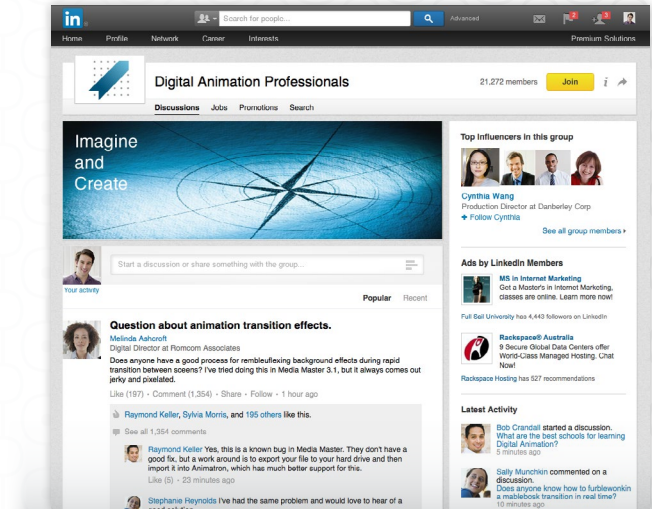 in.
Search for people...
Advanced
2
3
Home Profile Network Career Interests Premium Solutions
Digital Animation Professionals
21,272 members
Join
i
Discussions Jobs Promotions Search
Imagine
and
Create
Start a discussion or share something with the group...
Your activity
Popular Recent
Question about animation transition effects.
Melinda Ashcroft
Digital Director at Romcom Associates
Does anyone have a good process for rembleuflexing background effects during rapid
transition between sceens? I've tried doing this in Media Master 3.1, but it always comes out
jerky and pixelated.
Like (197) • Comment (1,354) • Share • Follow • 1 hour ago
Raymond Keller, Sylvia Morris, and 195 others like this.
See all 1,354 comments
Raymond Keller Yes, this is a known bug in Media Master. They don't have a
good fix, but a work around is to export your file to your hard drive and then
import it into Animatron, which has much better support for this.
Like (5) • 23 minutes ago
Stephanie Reynolds I've had the same problem and would love to hear of a
Top Influencers in this group
Cynthia Wang
Production Director at Danberley Corp
+ Follow Cynthia
See all group members
Ads by LinkedIn Members
MS in Internet Marketing
Get a Master's in Internet Marketing,
classes are online. Learn more now!
Full Sail University has 4,443 followers on LinkedIn
Rackspace® Australia
9 Secure Global Data Centers offer
World-Class Managed Hosting. Chat
Now!
Rackspace Hosting has 527 recommendations
Latest Activity
Bob Crandall started a discussion.
What are the best schools for learning
Digital Animation?
5 minutes ago
Sally Munchkin commented on a
discussion.
Does anyone know how to furblewonkin
a mablebosk transition in real time?
10 minutes ago